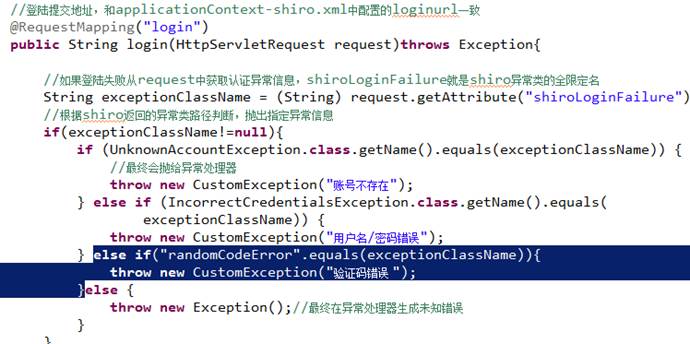 //登陆提交地址，和applicationContext-shiro.xml中配置的loginurl一致
@RequestMapping("login")
public String login(HttpServletRequest request)throws Exception{
//如果登陆失败从request中获取认证异常信息，shiroLoginFailure就是shiro异常类的全限定名
String exceptionClassName = (String) request.getAttribute("shiroLoginFailure")
//根据shiro返回的异常类路径判断，抛出指定异常信息
if(exceptionClassName!=null){
if (UnknownAccountException.class.getName().equals(exceptionClassName)) {
//最终会抛给异常处理器
throw new CustomException("账号不存在");
} else if (IncorrectCredentialsException.class.getName().equals(
exceptionClassName)) {
throw new CustomException("用户名/密码错误");
} else if("randomCodeError".equals(exceptionClassName)){
throw new CustomException("验证码错误 ");
}else {
throw new Exception();//最终在异常处理器生成未知错误
}
}